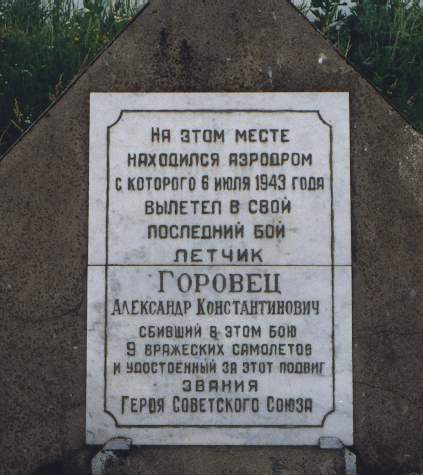 На этом месте
находился аэродром
с которого 6 июля 1943 года
вылетел в свой
последний бой
летчик
Горовец
Александр Константинович
сбивший в этом бою
9 вражеских самолетов
и удостоенный за этот подвиг
звания
Героя Советского Союза